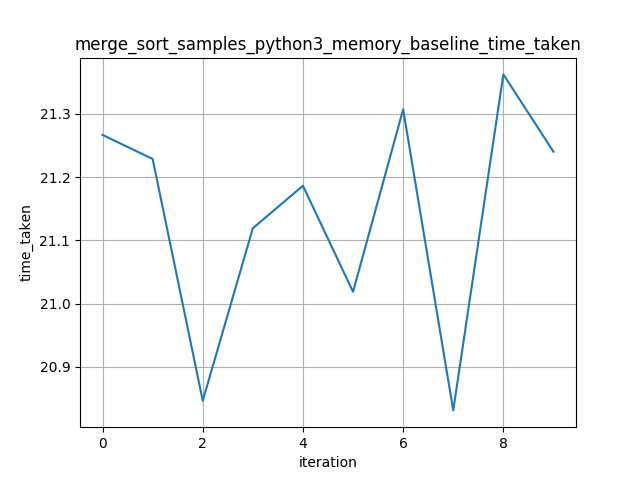 merge_sort_samples_python3_memory_baseline_time_taken
21.3
21.2
21.1
21.0
20.9
time_taken
0 2 4 6 8
iteration